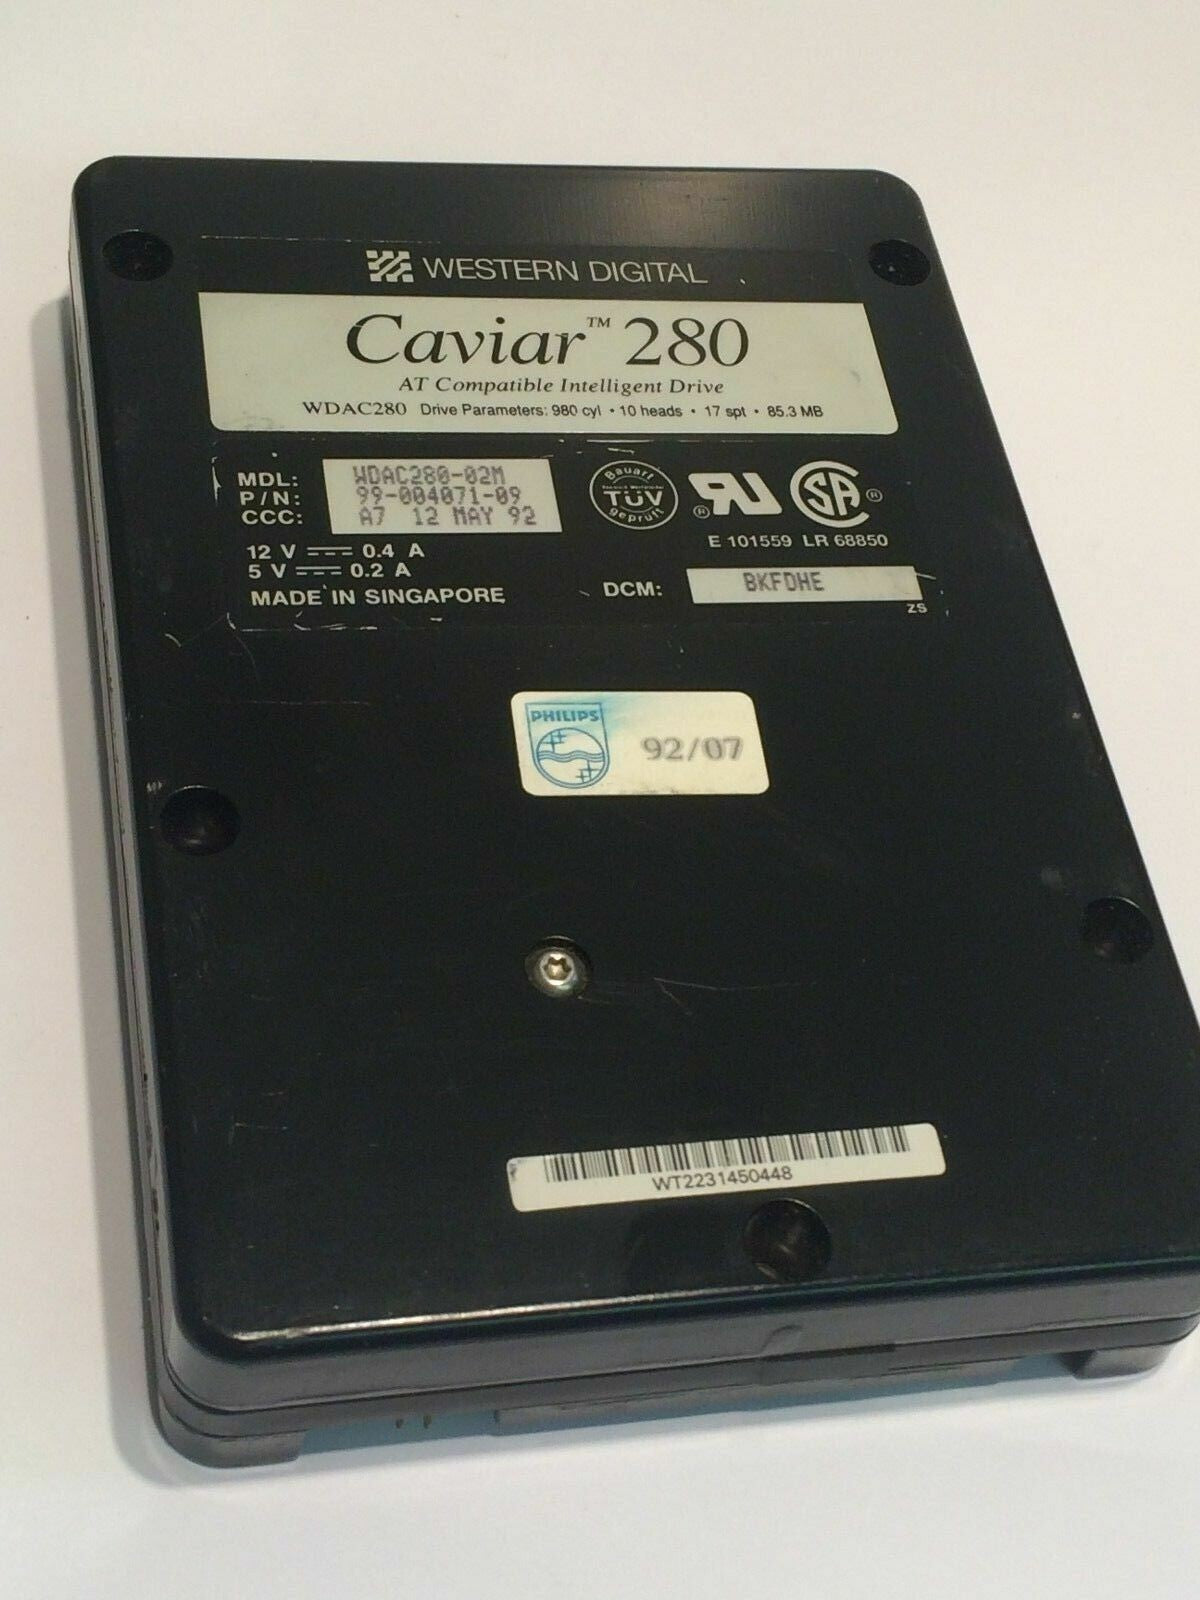 WESTERN DIGITAL
Caviar™ 280
AT Compatible Intelligent Drive
WDAC280 Drive Parameters: 980 cyl • 10 heads • 17 spt • 85.3 MB
MDL: WDAC280-02M
P/N: 99-004071-09
CCC: A7 12 MAY 92
Bauart
TÜV
geprüft
® ®
E 101559 LR 68850
12 V 0.4 A
5 V 0.2 A
MADE IN SINGAPORE
DCM: BKFDHE
ZS
PHILIPS
92/07
WT2231450448